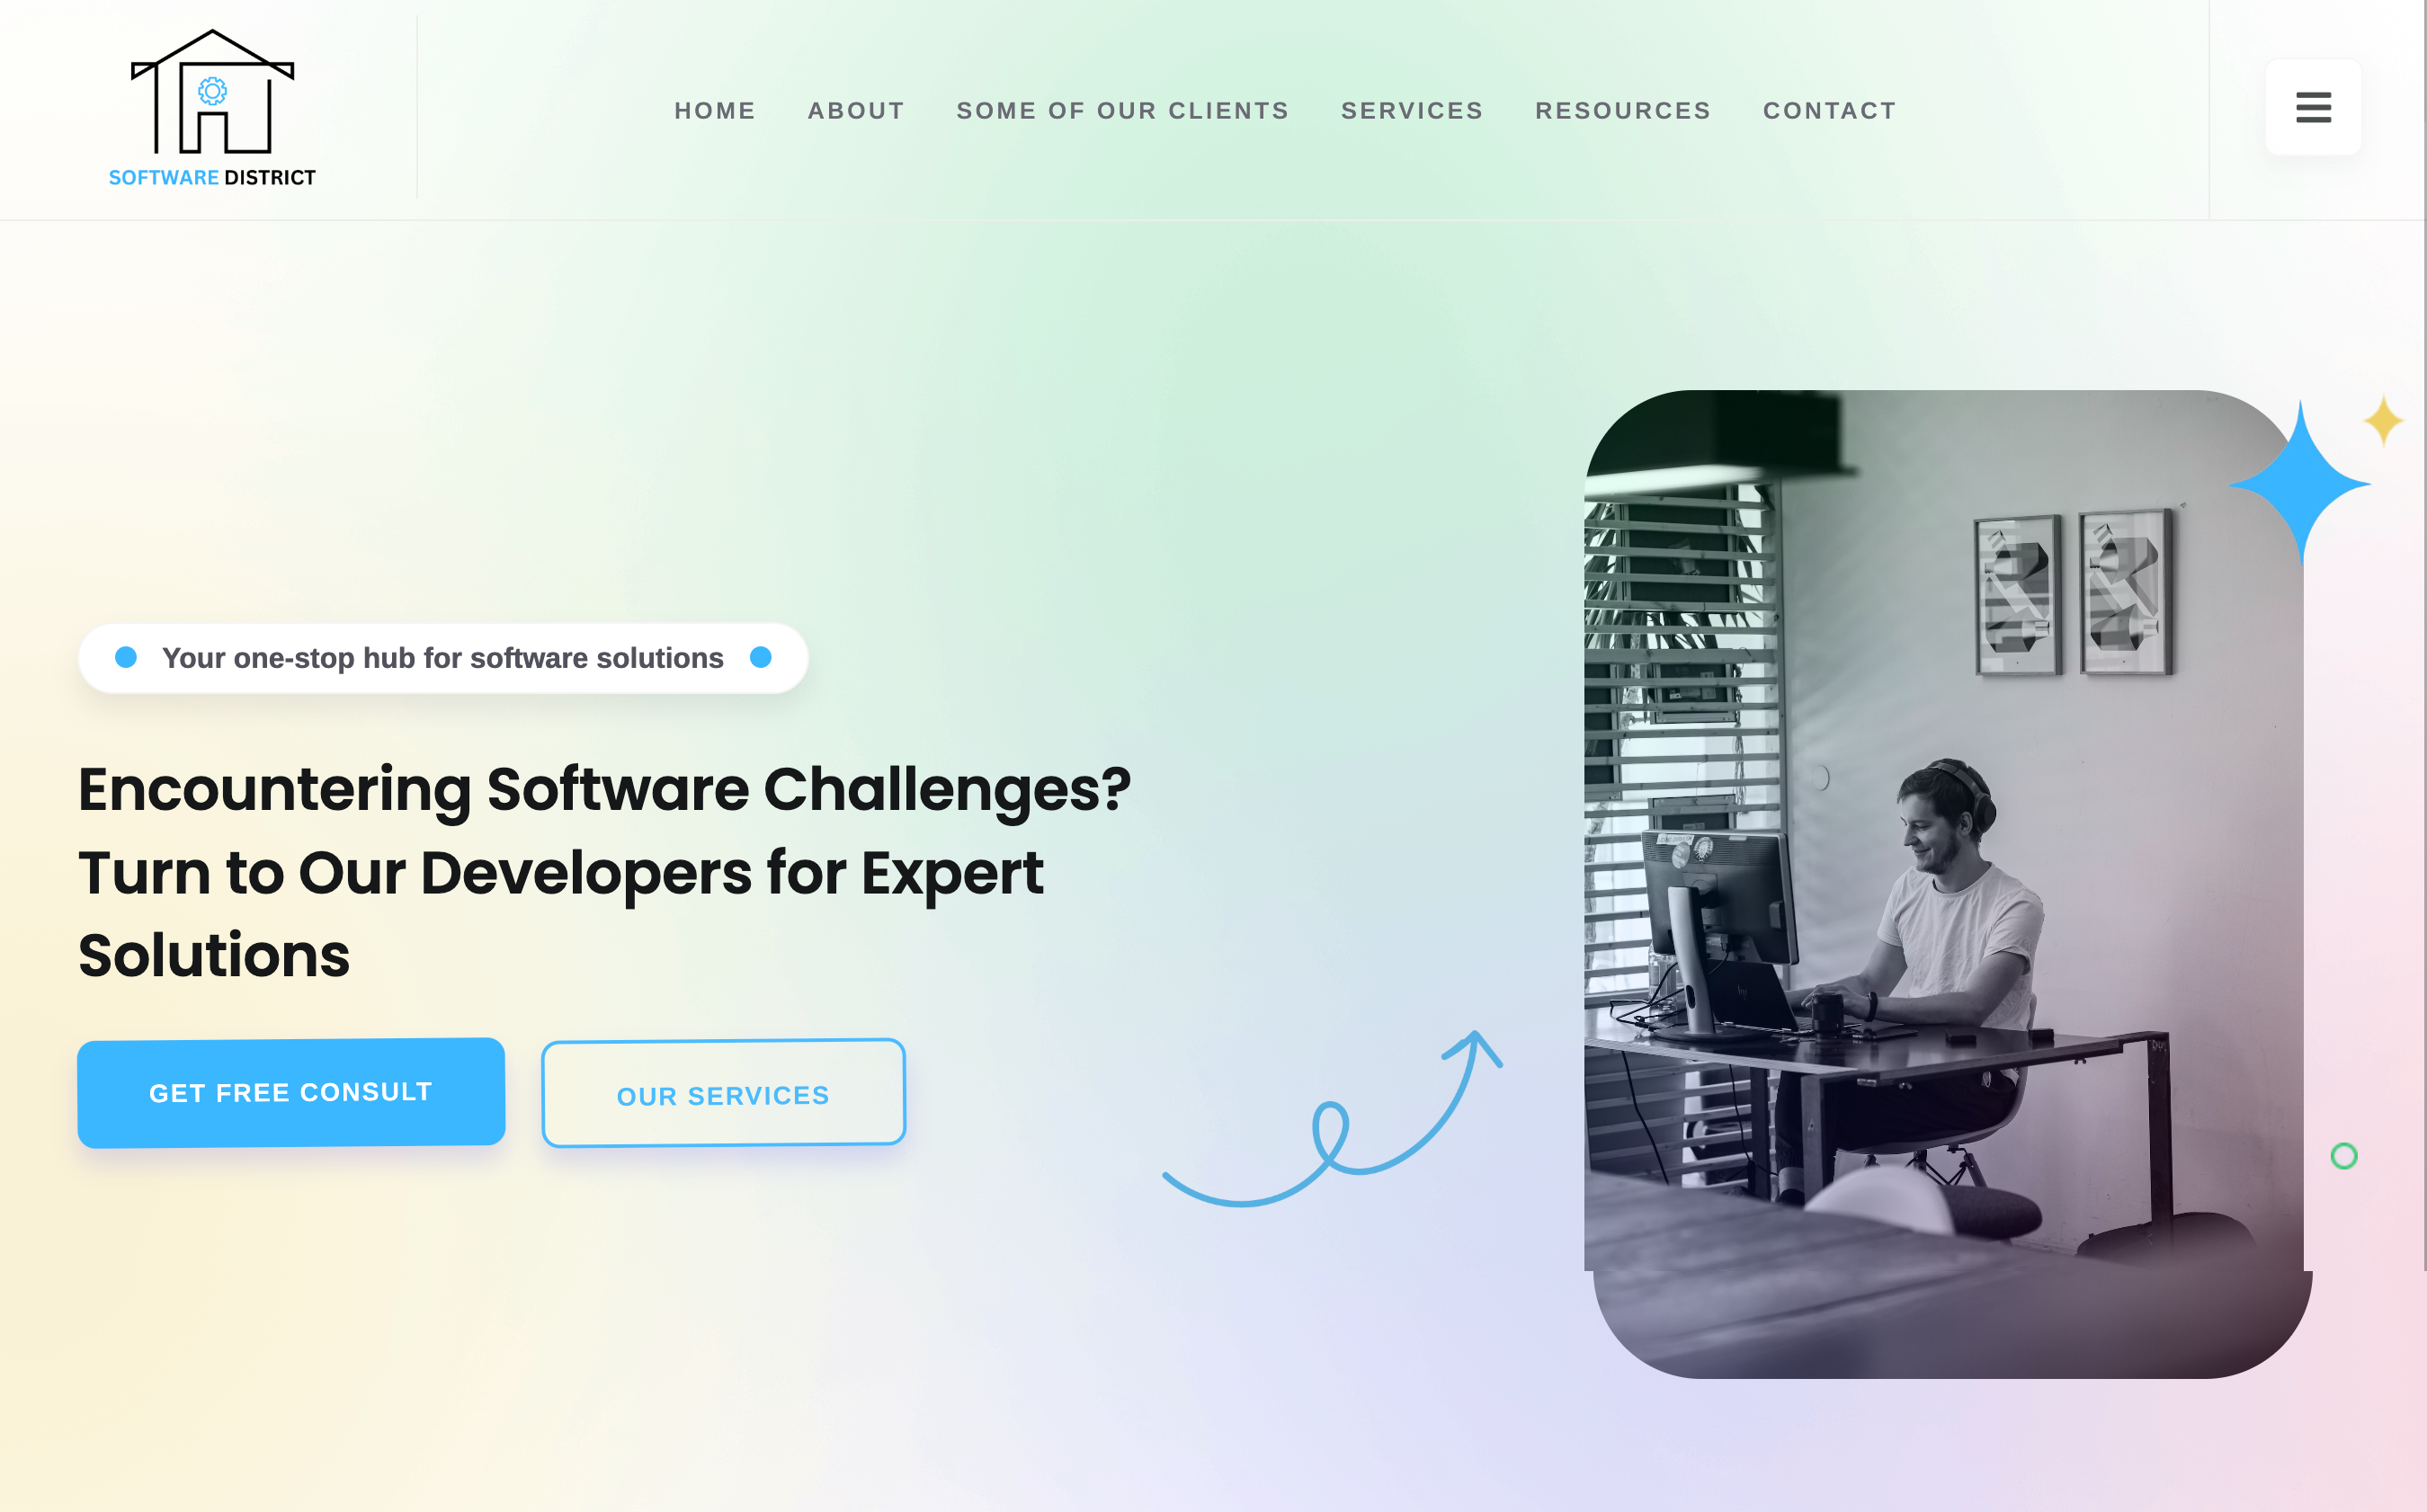 SOFTWARE DISTRICT
HOME ABOUT SOME OF OUR CLIENTS SERVICES RESOURCES CONTACT
Your one-stop hub for software solutions
Encountering Software Challenges?
Turn to Our Developers for Expert
Solutions
GET FREE CONSULT OUR SERVICES
hp